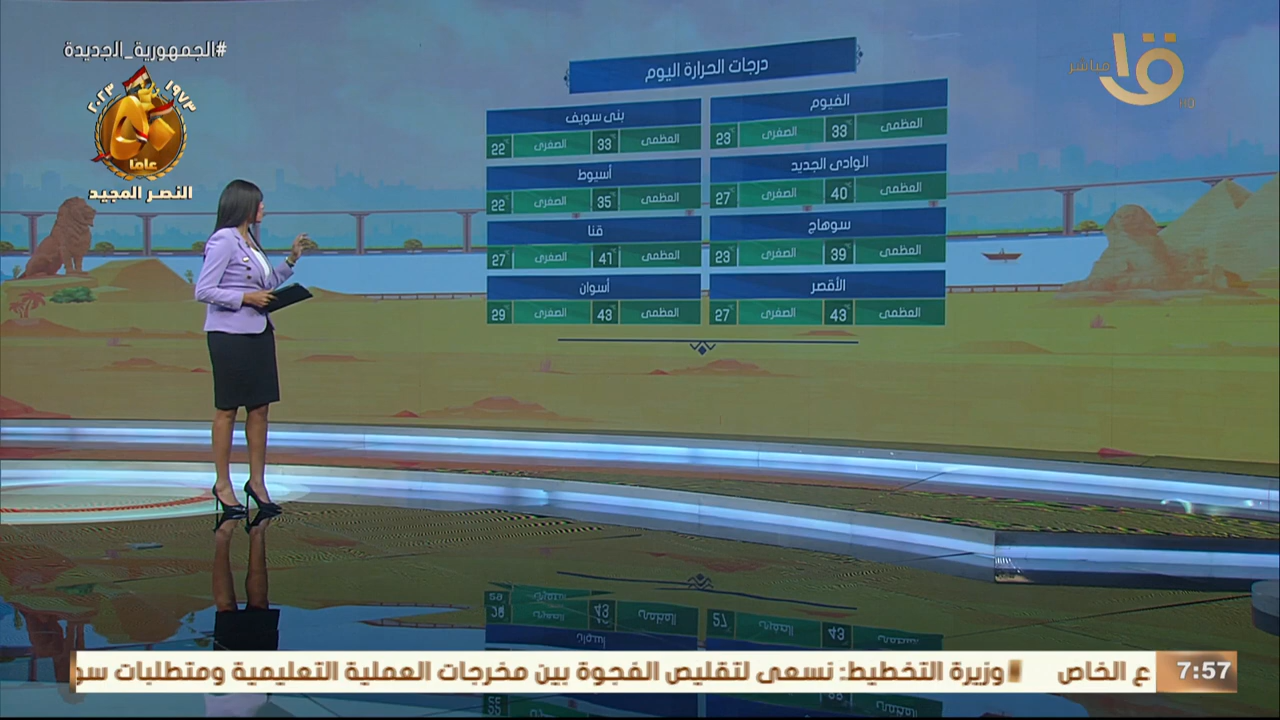 #الجمهورية_الجديدة
١٩٧٣
٢٠٢٣
٥٠
عاما
النصر المجيد
مباشر
HD
درجات الحرارة اليوم
الفيوم
العظمى 33 الصغرى 23
بنى سويف
العظمى 33 الصغرى 22
الوادى الجديد
العظمى 40 الصغرى 27
أسيوط
العظمى 35 الصغرى 22
سوهاج
العظمى 39 الصغرى 23
قنا
العظمى 41 الصغرى 27
الأقصر
العظمى 43 الصغرى 27
أسوان
العظمى 43 الصغرى 29
7:57 ع الخاص وزيرة التخطيط: نسعى لتقليص الفجوة بين مخرجات العملية التعليمية ومتطلبات سو